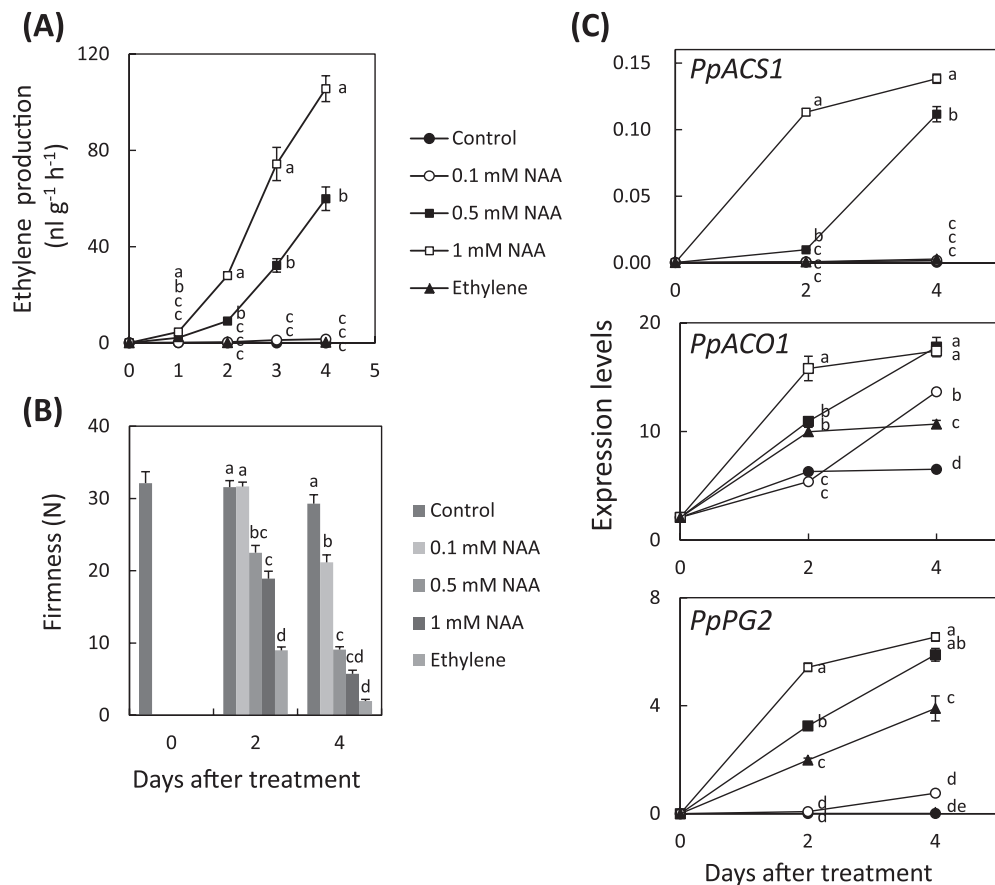 (A)
120
80
40
0
Ethylene production
(nl g-1 h-1)
a
b
c
c
a
b
c
c
c
a
b
c
c
a
b
c
c
c
0 1 2 3 4 5
Control
0.1 mM NAA
0.5 mM NAA
1 mM NAA
Ethylene
(B)
40
30
20
10
0
Firmness (N)
a a
bc
c
d
a
b
c
cd
d
0 2 4
Days after treatment
Control
0.1 mM NAA
0.5 mM NAA
1 mM NAA
Ethylene
(C)
Expression levels
PpACS1
0.15
0.10
0.05
0.00
a
b
c
c
c
a
b
c
c
c
0 2 4
PpACO1
20
10
0
a
b
b
c
c
a
a
b
c
d
0 2 4
PpPG2
8
4
0
a
b
c
d
d
a
ab
c
d
de
0 2 4
Days after treatment